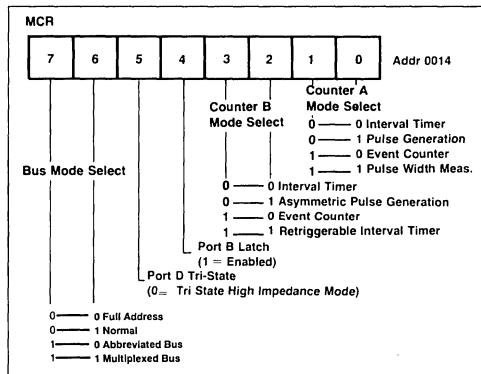 MCR
7 6 5 4 3 2 1 0 Addr 0014
Counter A
Mode Select
0 0 Interval Timer
0 1 Pulse Generation
1 0 Event Counter
1 1 Pulse Width Meas.
Counter B
Mode Select
0 0 Interval Timer
0 1 Asymmetric Pulse Generation
1 0 Event Counter
1 1 Retriggerable Interval Timer
Port B Latch
(1 = Enabled)
Port D Tri-State
(0= Tri State High Impedance Mode)
Bus Mode Select
0 0 Full Address
0 1 Normal
1 0 Abbreviated Bus
1 1 Multiplexed Bus